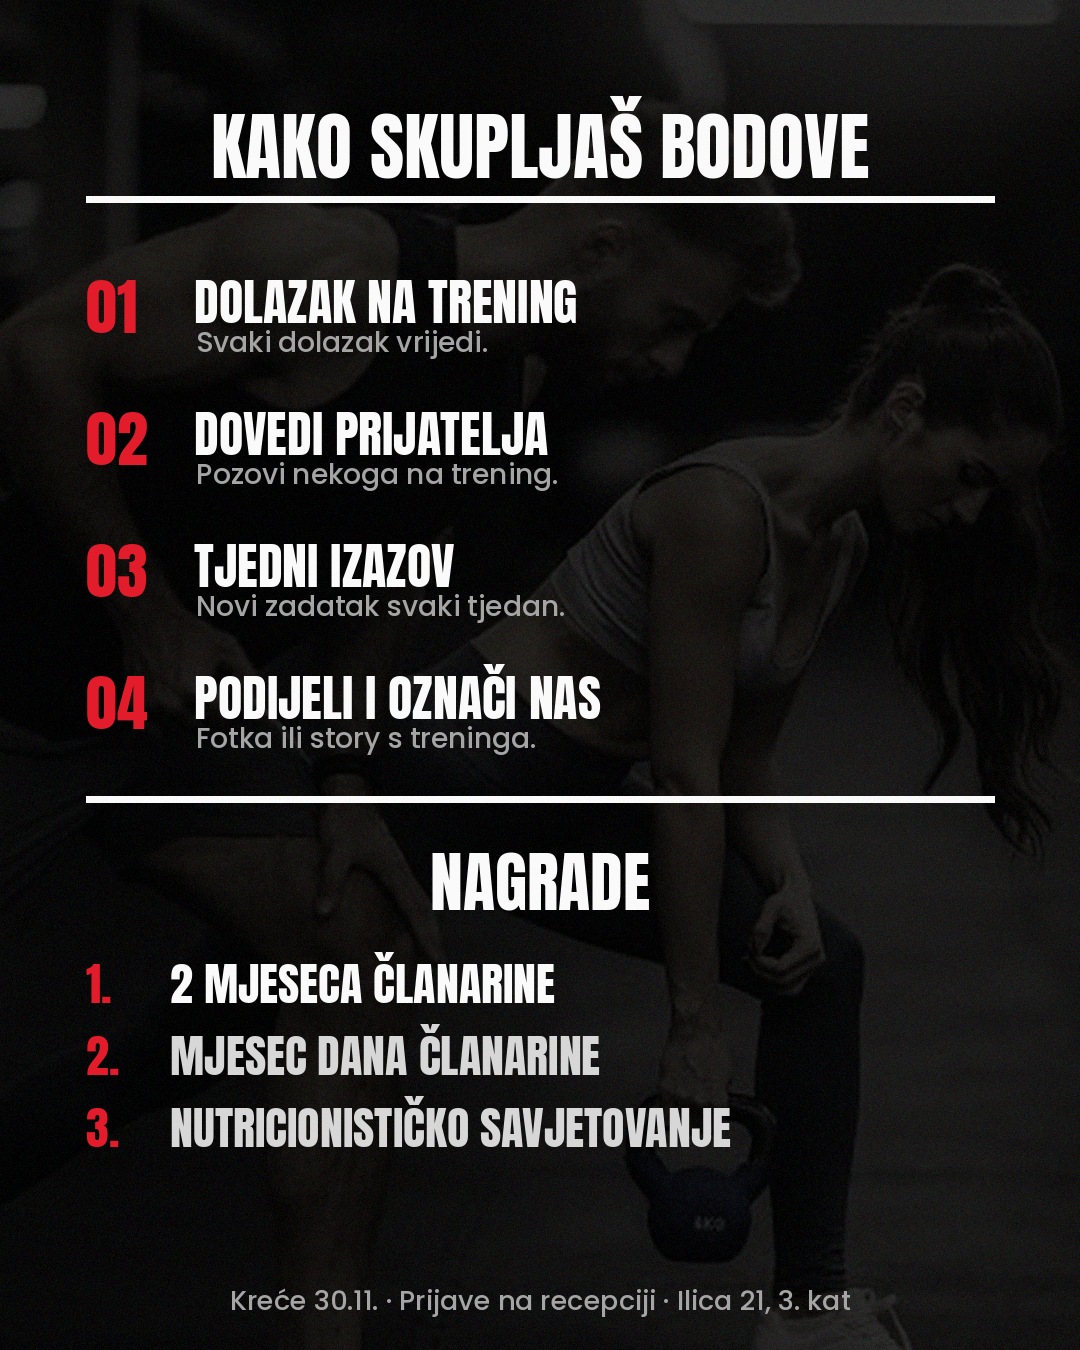 KAKO SKUPLJAŠ BODOVE
01 DOLAZAK NA TRENING
Svaki dolazak vrijedi.
02 DOVEDI PRIJATELJA
Pozovi nekoga na trening.
03 TJEDNI IZAZOV
Novi zadatak svaki tjedan.
04 PODIJELI I OZNAČI NAS
Fotka ili story s treninga.
NAGRADE
1. 2 MJESECA ČLANARINE
2. MJESEC DANA ČLANARINE
3. NUTRICIONISTIČKO SAVJETOVANJE
6KG
Kreće 30.11. · Prijave na recepciji · Ilica 21, 3. kat